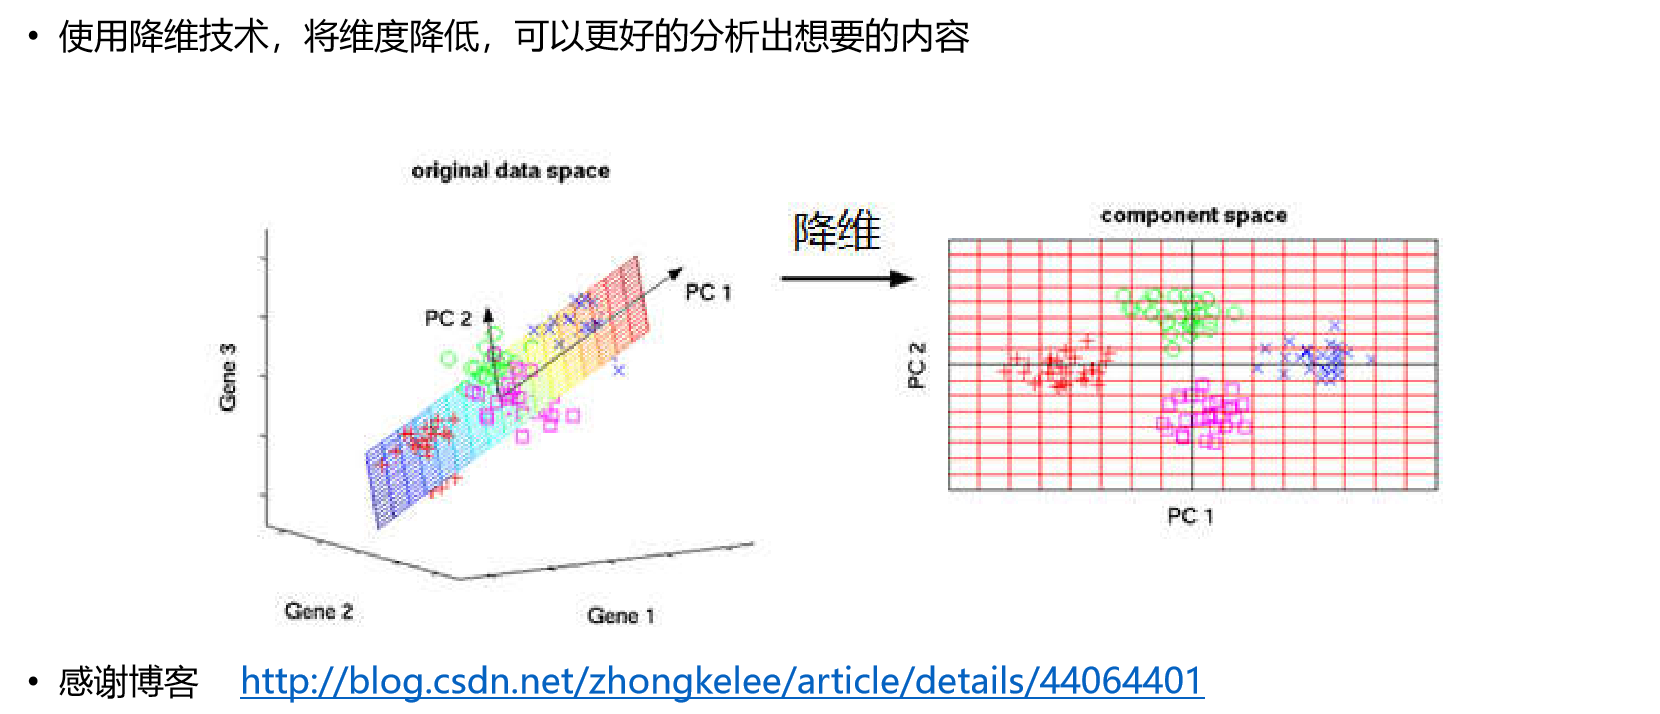 • 使用降维技术，将维度降低，可以更好的分析出想要的内容
original data space
降维
component space
PC 1
PC 2
Gene 3
PC 2
PC 1
Gene 2
Gene 1
• 感谢博客 http://blog.csdn.net/zhongkelee/article/details/44064401